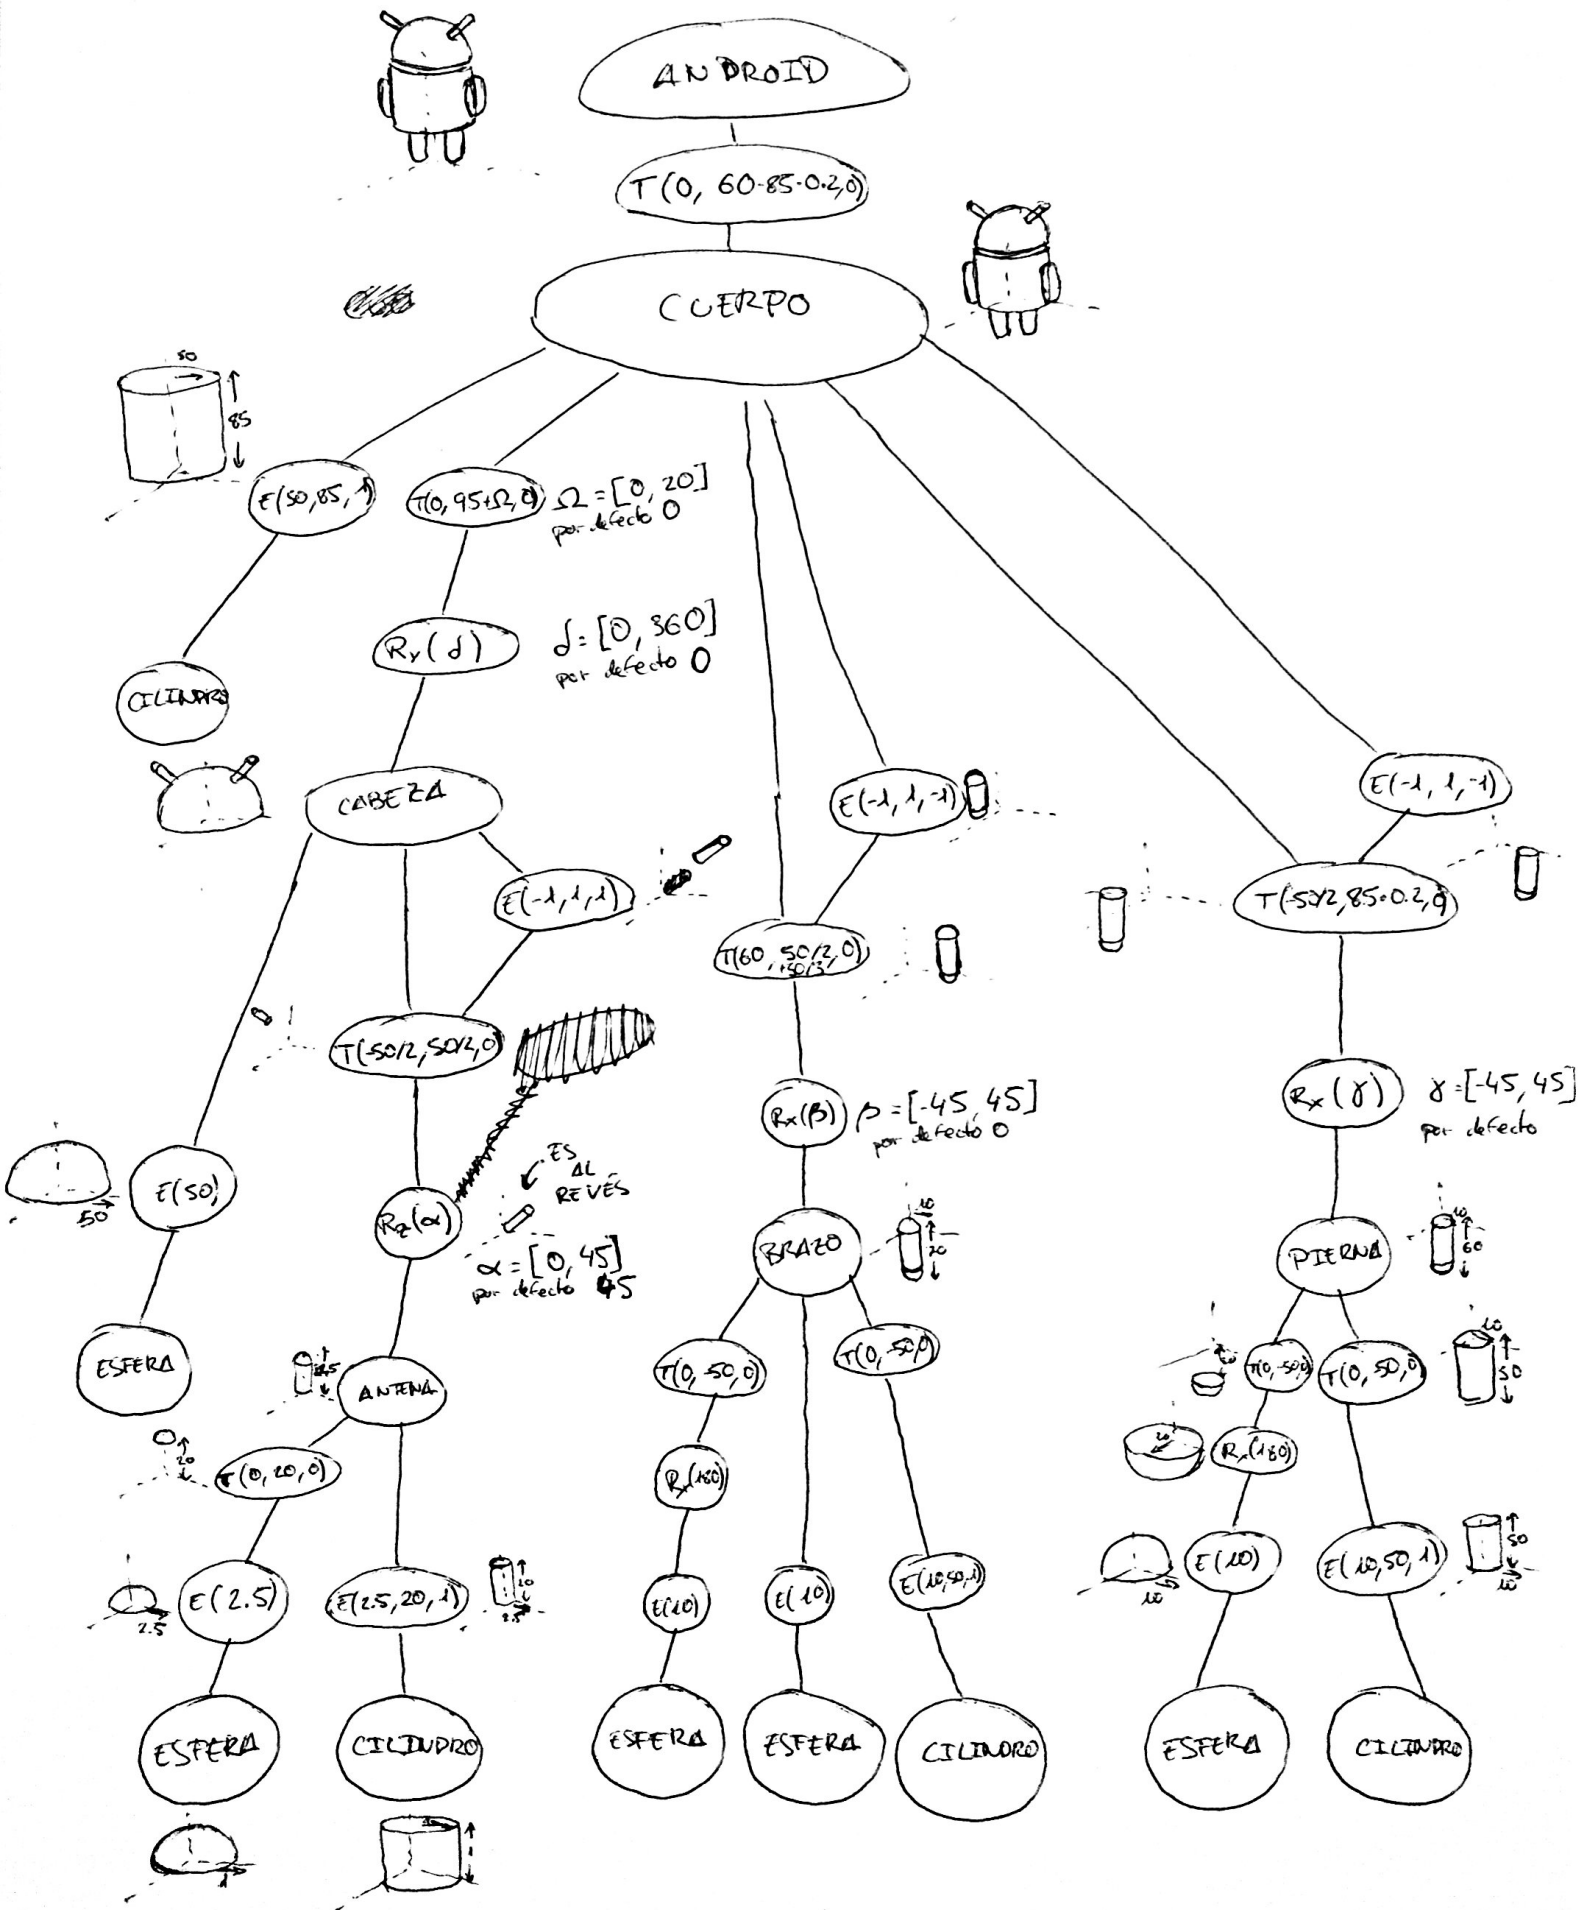 ANDROID
T(0, 60-85·0.2,0)
CUERPO
50
85
E(50,85,1)
T(0,95+Ω,0)
Ω=[0,20]
por defecto 0
Ry(d)
d=[0,360]
por defecto 0
CILINDRO
CABEZA
E(-1,1,-1)
E(-1,1,-1)
E(-1,1,1)
T(-50/2,85·0.2,0)
T(60, 50/2,0)
+50/3
T(-50/2,50/2,0)
Rx(β)
β=[-45,45]
por defecto 0
Rx(γ)
γ=[-45,45]
por defecto
E(50)
50
ES
AL
REVÉS
Rz(α)
α=[0,45]
por defecto 45
BRAZO
10
20
PIERNA
10
60
ESFERA
ANTENA
T(0,-50,0)
T(0,-50,0)
T(0,-50,0)
T(0,50,0)
10
50
20
T(0,20,0)
Rx(180)
Rx(180)
E(2.5)
2.5
E(2.5,20,1)
20
2.5
E(10)
E(10)
E(10,50,1)
10
E(10)
E(10,50,1)
50
10
ESFERA
CILINDRO
ESFERA
ESFERA
CILINDRO
ESFERA
CILINDRO